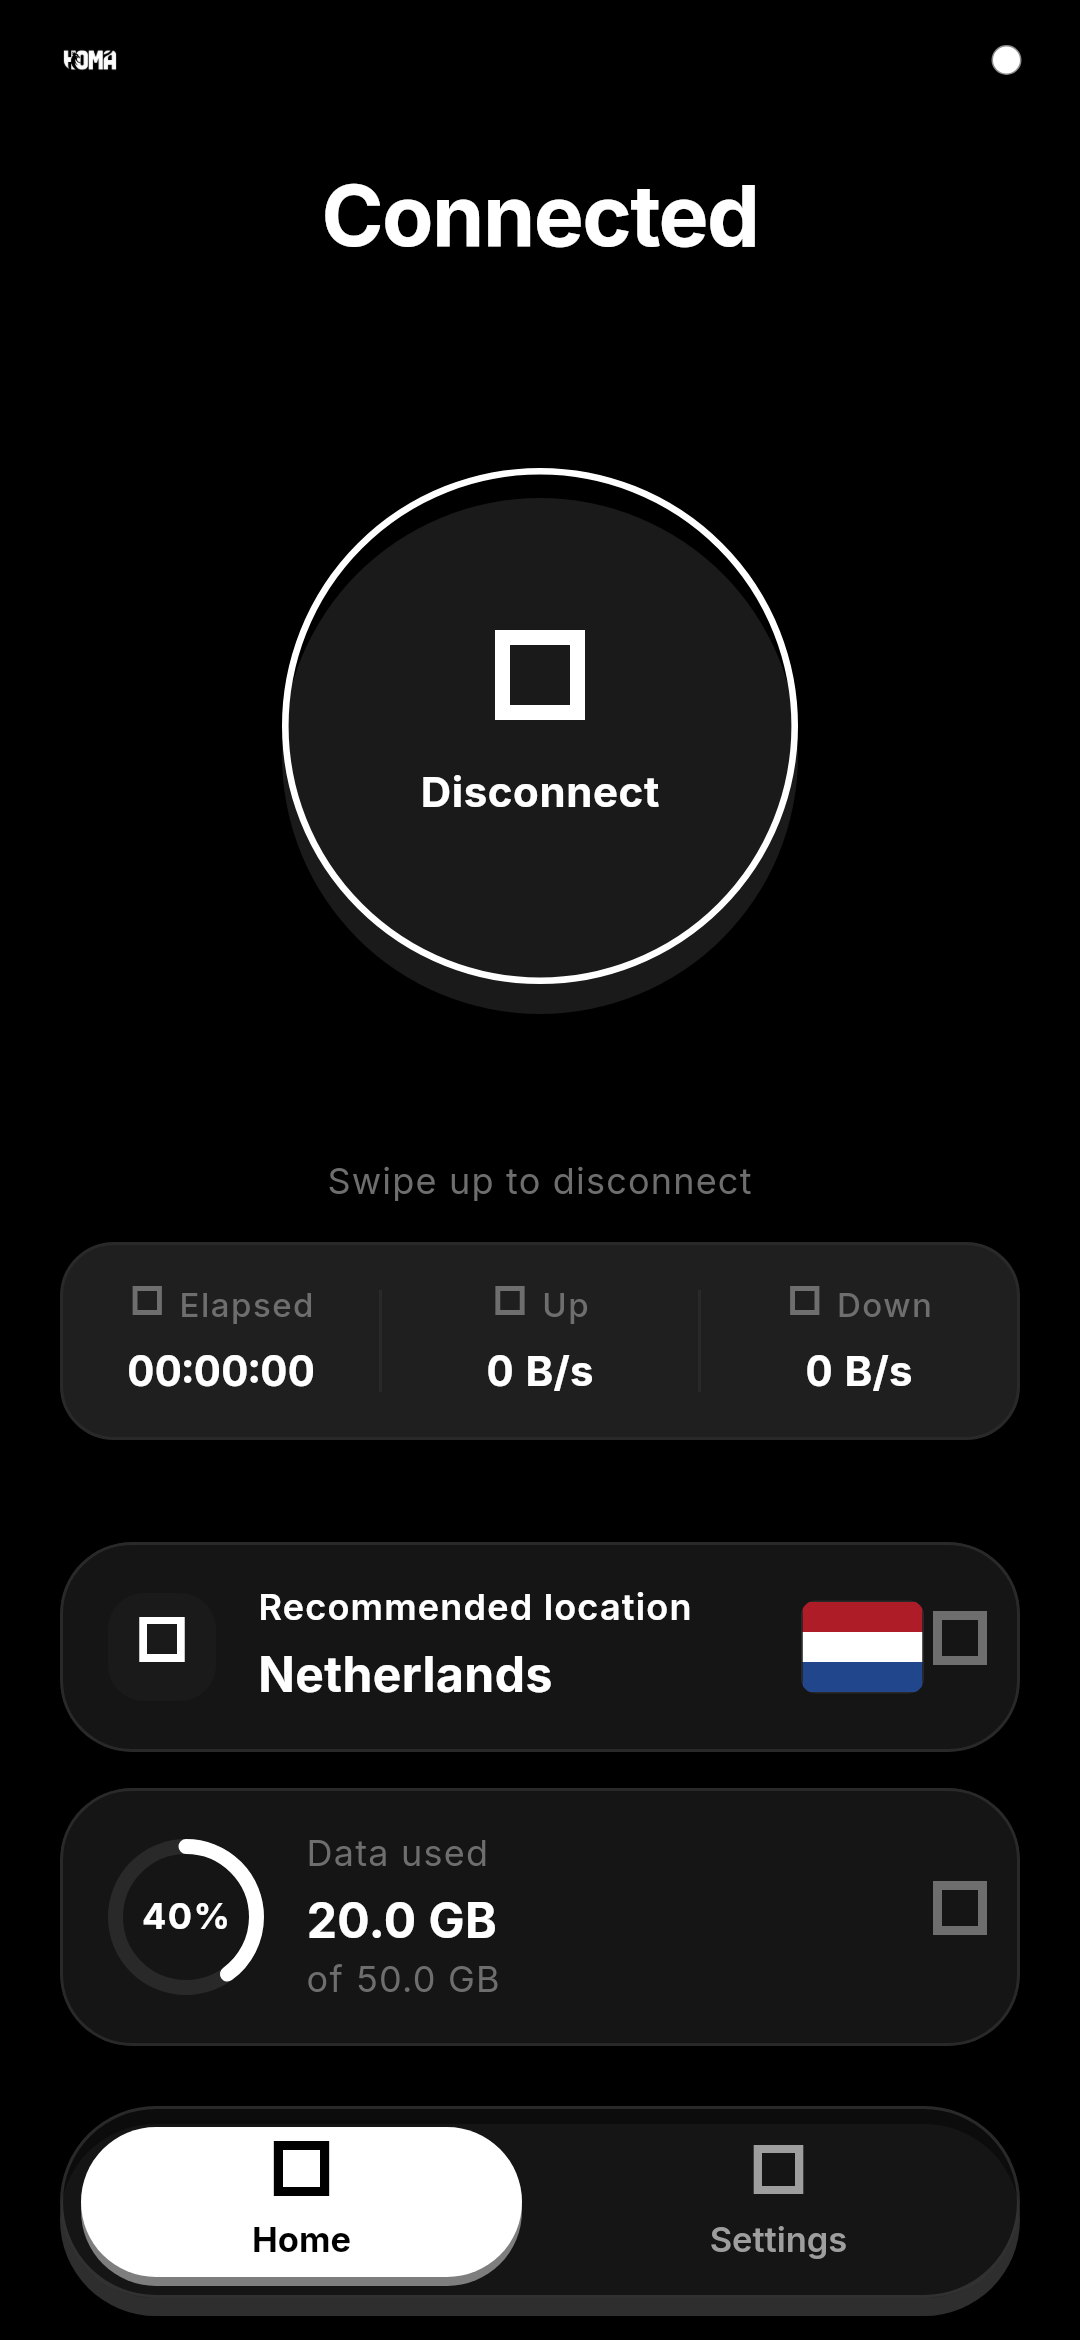 HOMA
Connected
Disconnect
Swipe up to disconnect
Elapsed
00:00:00
Up
0 B/s
Down
0 B/s
Recommended location
Netherlands
40%
Data used
20.0 GB
of 50.0 GB
Home
Settings